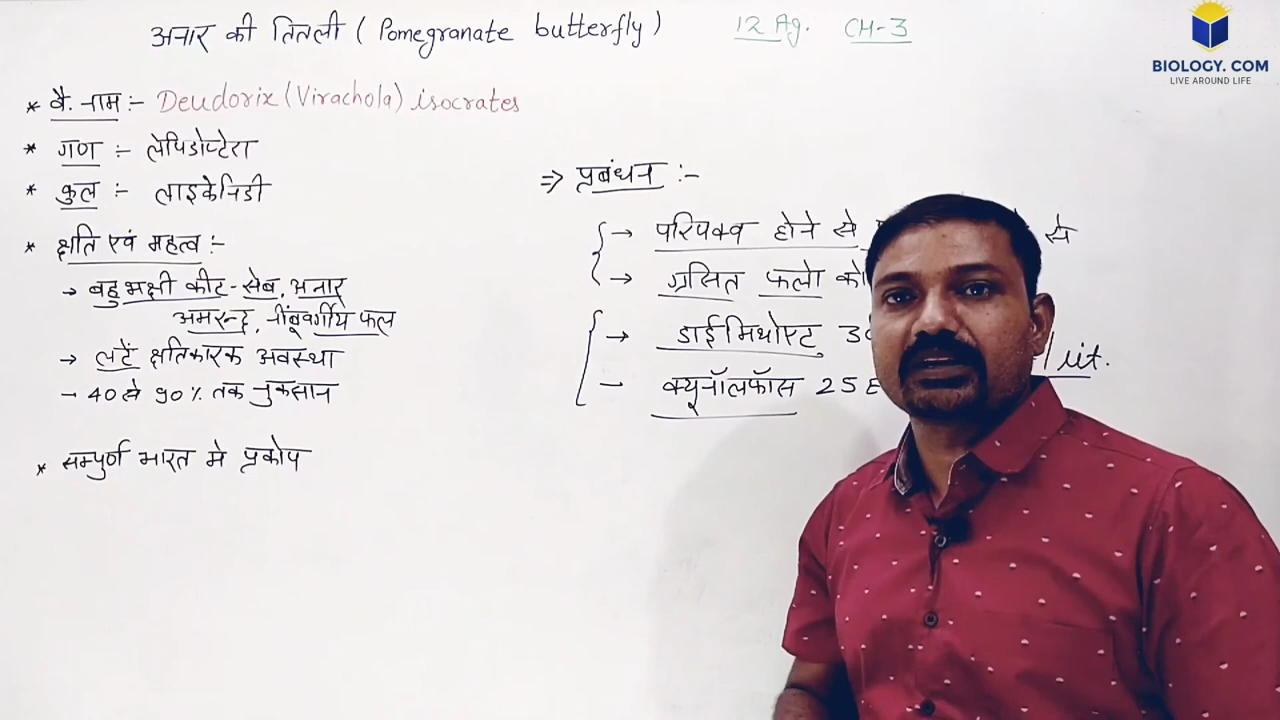 अनार की तितली ( Pomegranate butterfly )
12 Ag. CH-3
BIOLOGY. COM
LIVE AROUND LIFE
* वै. नाम :- Deudorix (Virachola) isocrates
* गण :- लेपिडोप्टेरा
* कुल :- लाइकेनिडी
* क्षति एवं महत्व :-
→ बहुभक्षी कीट - सेब, अनार
अमरूद, नींबूवर्गीय फल
→ लटें क्षतिकारक अवस्था
- 40 से 90% तक नुकसान
* सम्पुर्ण भारत मे प्रकोप
⇒ प्रबंधन :-
→ परिपक्व होने से से
→ ग्रसित फलो को
→ डाईमिथोएट
- क्यूनॉलफॉस 25 E
/ lit.